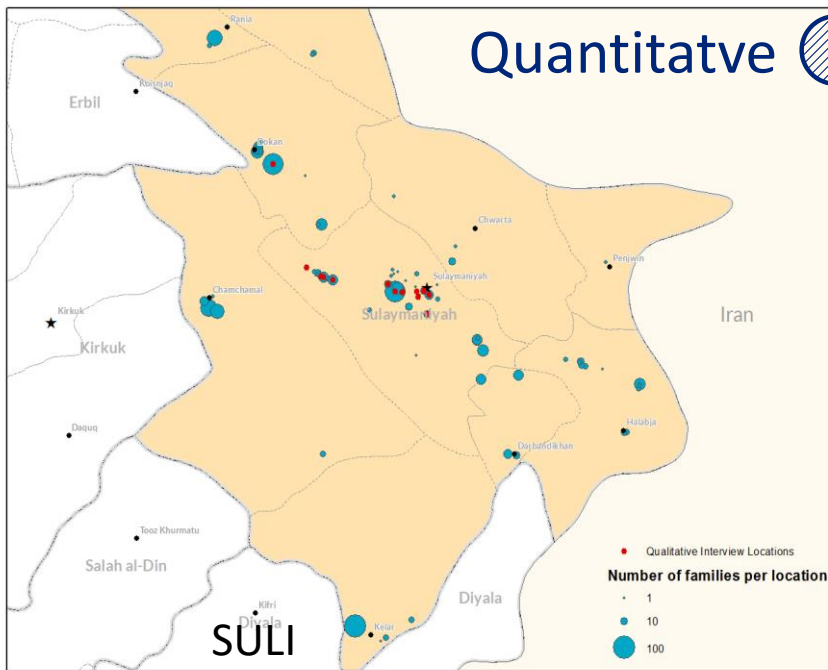 Quantitatve
Rania
Erbil
Dokan
Chwarta
Penjwin
Sulaymaniyah
Chamchamal
Kirkuk
Sulaymaniyah
Iran
Kirkuk
Daquq
Halabja
Darbandikhan
Tooz Khurmatu
Qualitative Interview Locations
Salah al-Din
Number of families per location
Diyala
1
Kifri
10
Diyala
SULI
Kelar
100